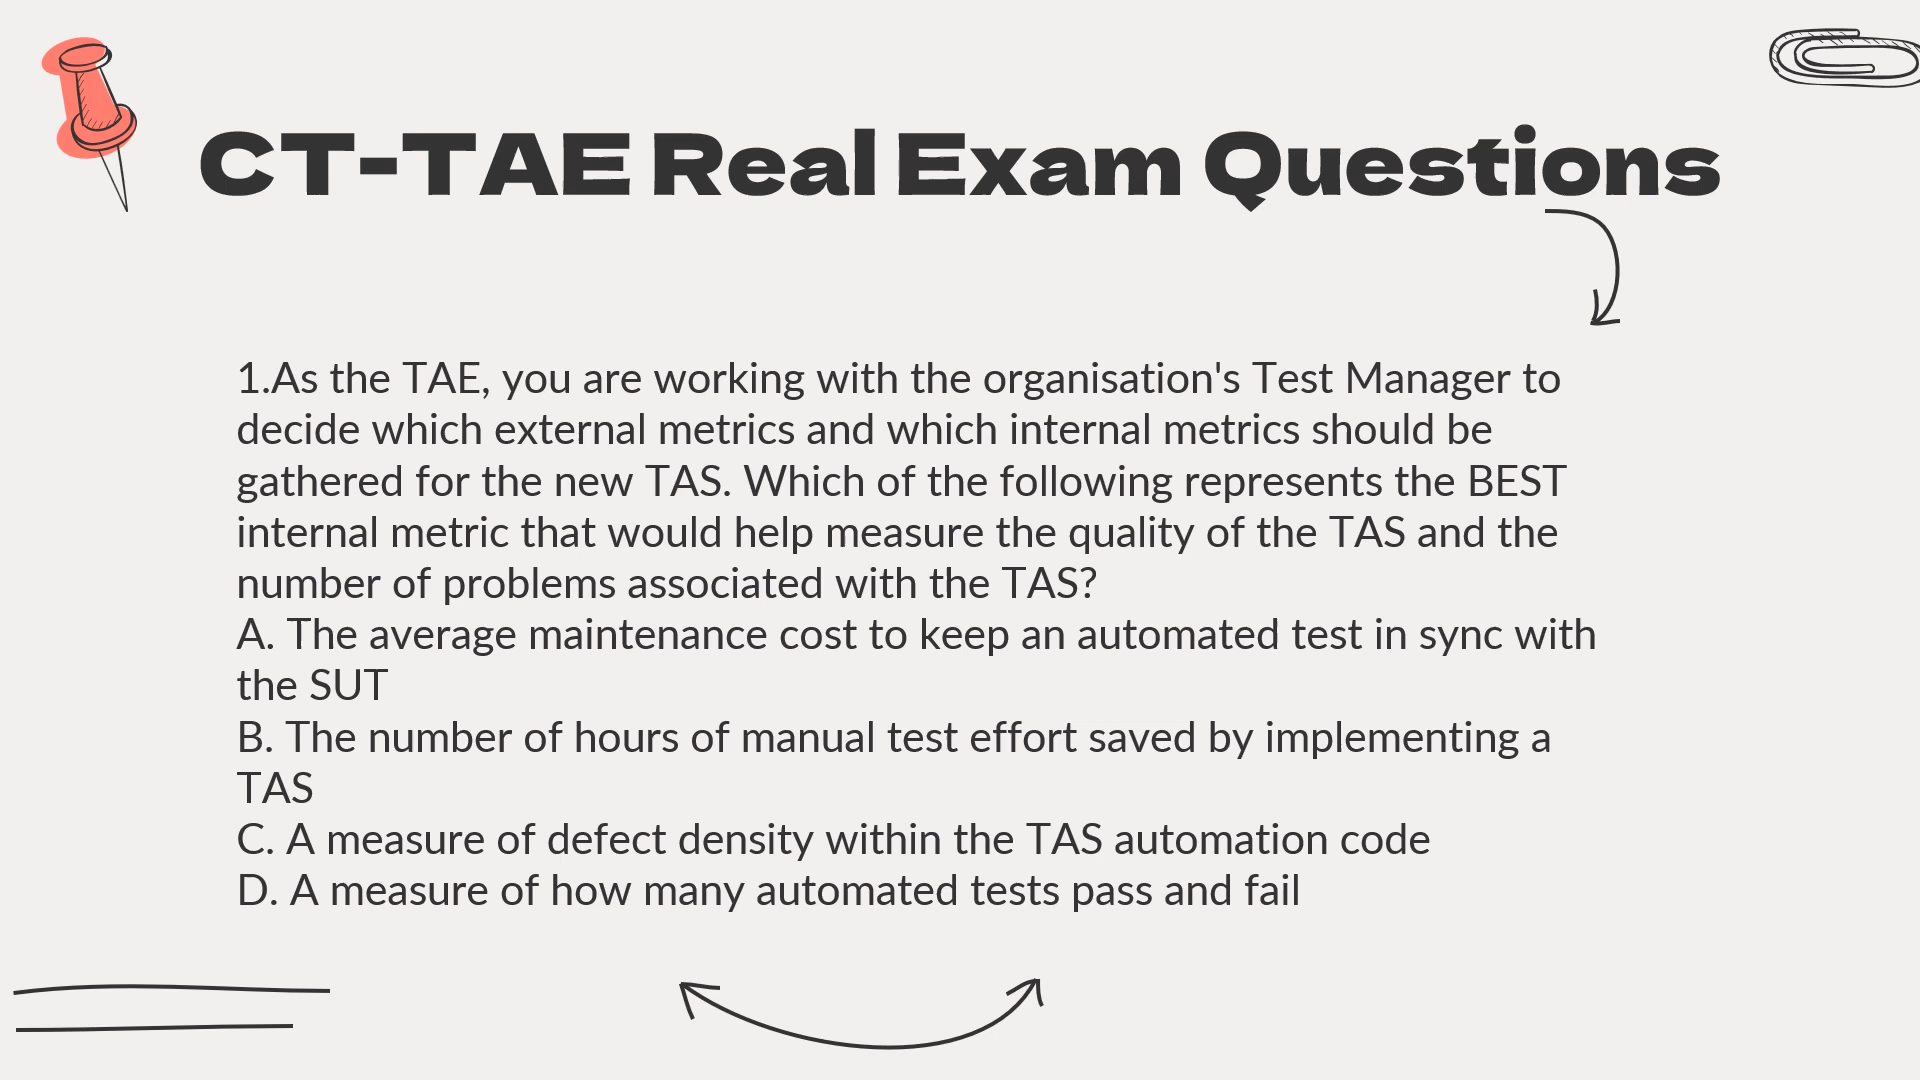 CT-TAE Real Exam Questions
1.As the TAE, you are working with the organisation's Test Manager to
decide which external metrics and which internal metrics should be
gathered for the new TAS. Which of the following represents the BEST
internal metric that would help measure the quality of the TAS and the
number of problems associated with the TAS?
A. The average maintenance cost to keep an automated test in sync with
the SUT
B. The number of hours of manual test effort saved by implementing a
TAS
C. A measure of defect density within the TAS automation code
D. A measure of how many automated tests pass and fail